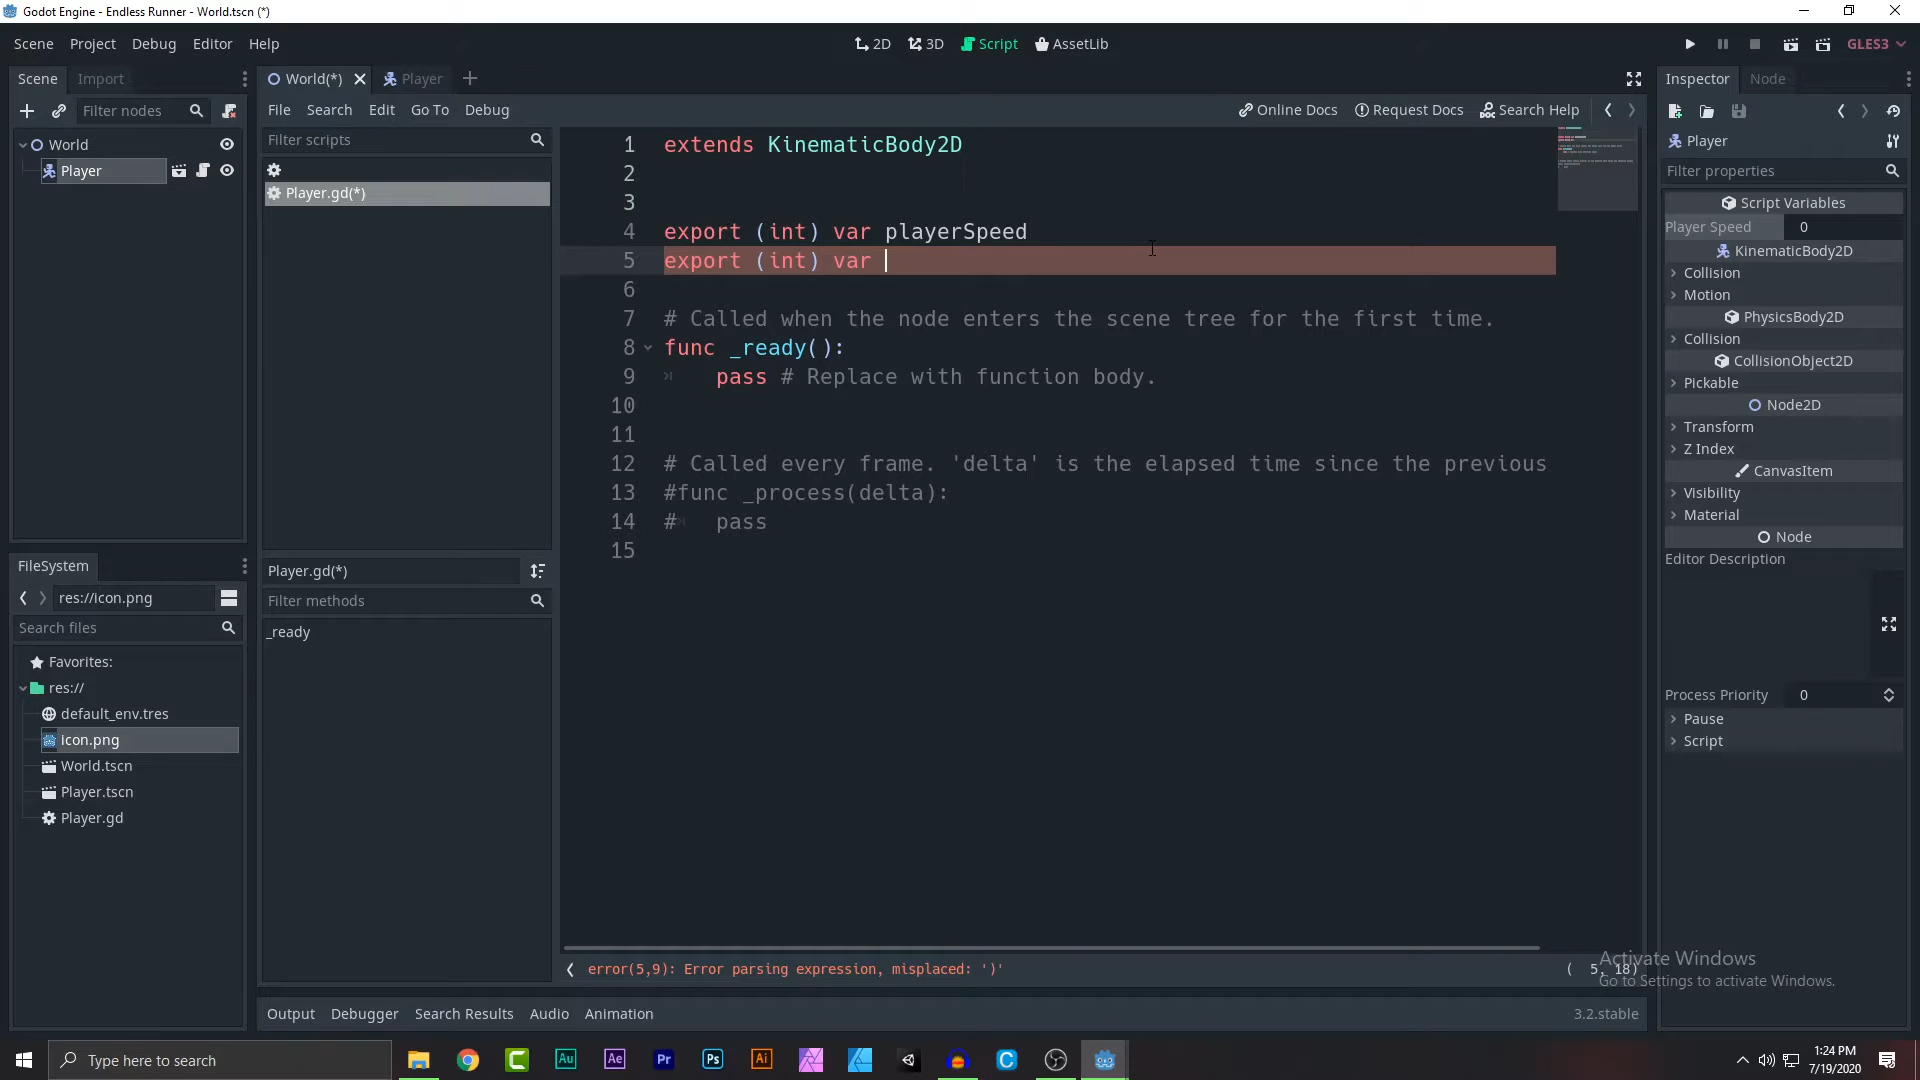 Godot Engine - Endless Runner - World.tscn (*)
Scene Project Debug Editor Help
2D 3D Script AssetLib
GLES3
Scene Import
World(*) Player
Inspector Node
Filter nodes
File Search Edit Go To Debug
Online Docs Request Docs Search Help
World
Player
Filter scripts
Player.gd(*)
1 extends KinematicBody2D
2
3
4 export (int) var playerSpeed
5 export (int) var
6
7 # Called when the node enters the scene tree for the first time.
8 func _ready():
9 pass # Replace with function body.
10
11
12 # Called every frame. 'delta' is the elapsed time since the previous
13 #func _process(delta):
14 # pass
15
Player
Filter properties
Script Variables
Player Speed 0
KinematicBody2D
Collision
Motion
PhysicsBody2D
Collision
CollisionObject2D
Pickable
Node2D
Transform
Z Index
CanvasItem
Visibility
Material
Node
Editor Description
Process Priority 0
Pause
Script
FileSystem
res://icon.png
Search files
Favorites:
res://
default_env.tres
icon.png
World.tscn
Player.tscn
Player.gd
Player.gd(*)
Filter methods
_ready
error(5,9): Error parsing expression, misplaced: ')'
( 5, 18)
Activate Windows
Go to Settings to activate Windows.
Output Debugger Search Results Audio Animation
3.2.stable
Type here to search
Au Ae Pr Ps Ai
1:24 PM
7/19/2020